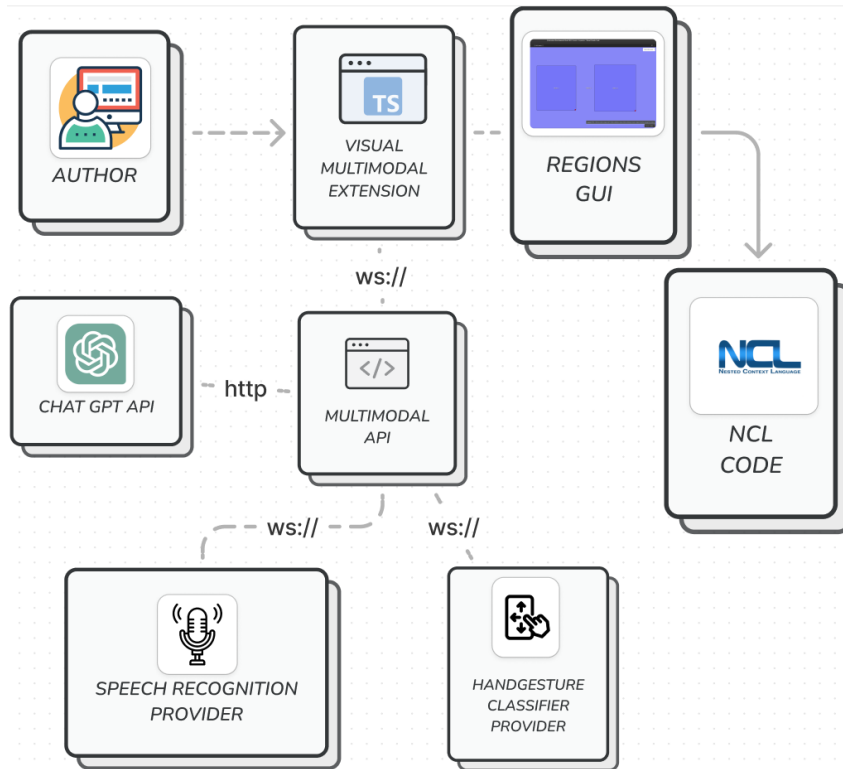 AUTHOR
TS
VISUAL
MULTIMODAL
EXTENSION
REGIONS
GUI
ws://
CHAT GPT API
http
</>
MULTIMODAL
API
NCL
NESTED CONTEXT LANGUAGE
NCL
CODE
ws://
ws://
SPEECH RECOGNITION
PROVIDER
HANDGESTURE
CLASSIFIER
PROVIDER